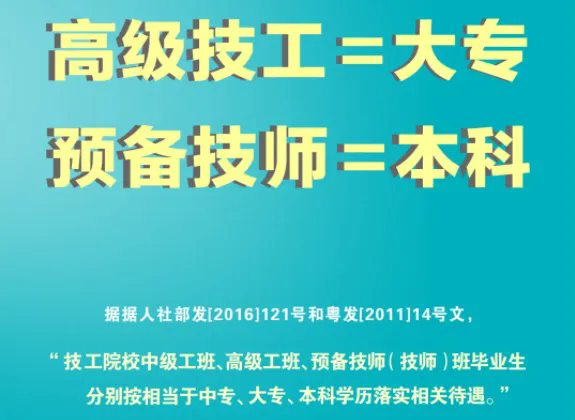 高级技工=大专
预备技师=本科
据据人社部发[2016]121号和粤发[2011]14号文，
“技工院校中级工班、高级工班、预备技师（技师）班毕业生
分别按相当于中专、大专、本科学历落实相关待遇。”